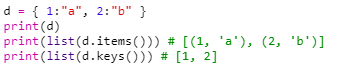 d = { 1:"a", 2:"b" }
print(d)
print(list(d.items())) # [(1, 'a'), (2, 'b')]
print(list(d.keys())) # [1, 2]